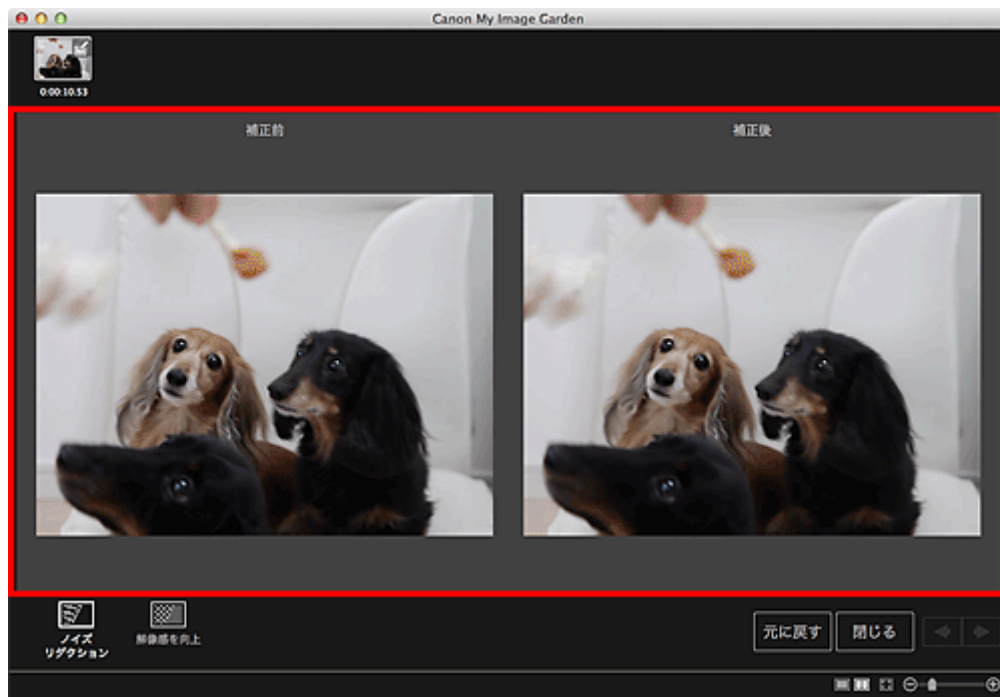 Canon My Image Garden
0:00:10.53
補正前
補正後
ノイズ
リダクション
解像感を向上
元に戻す
閉じる